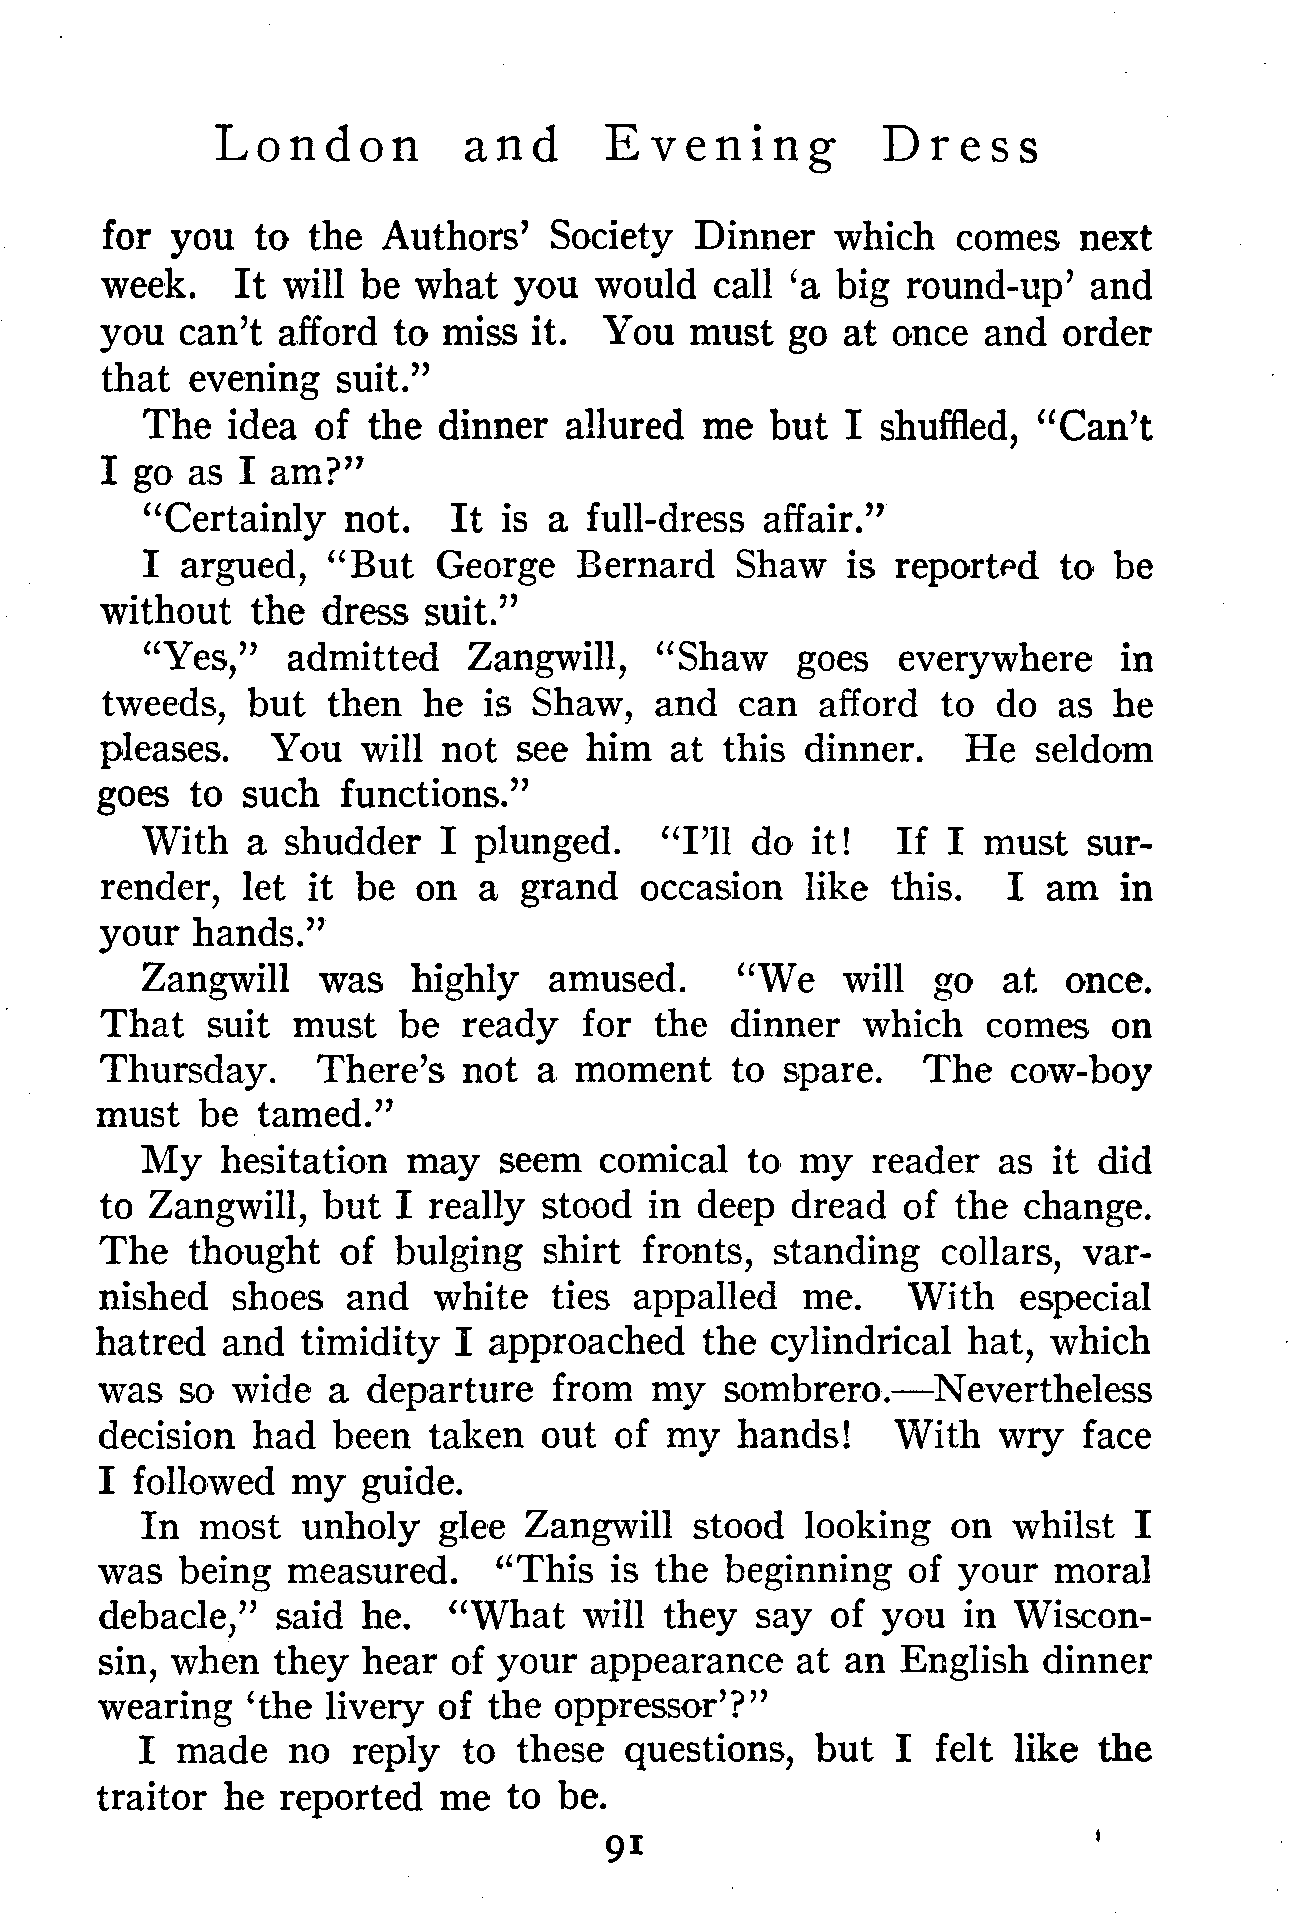 London and Evening Dress
for you to the Authors' Society Dinner which comes next
week. It will be what you would call 'a big round-up' and
you can't afford to miss it. You must go at once and order
that evening suit."
The idea of the dinner allured me but I shuffled, "Can't
I go as I am?"
"Certainly not. It is a full-dress affair."
I argued, "But George Bernard Shaw is reported to be
without the dress suit."
"Yes," admitted Zangwill, "Shaw goes everywhere in
tweeds, but then he is Shaw, and can afford to do as he
pleases. You will not see him at this dinner. He seldom
goes to such functions."
With a shudder I plunged. "I'll do it! If I must sur-
render, let it be on a grand occasion like this. I am in
your hands."
Zangwill was highly amused. "We will go at once.
That suit must be ready for the dinner which comes on
Thursday. There's not a moment to spare. The cow-boy
must be tamed."
My hesitation may seem comical to my reader as it did
to Zangwill, but I really stood in deep dread of the change.
The thought of bulging shirt fronts, standing collars, var-
nished shoes and white ties appalled me. With especial
hatred and timidity I approached the cylindrical hat, which
was so wide a departure from my sombrero.—Nevertheless
decision had been taken out of my hands! With wry face
I followed my guide.
In most unholy glee Zangwill stood looking on whilst I
was being measured. "This is the beginning of your moral
debacle," said he. "What will they say of you in Wiscon-
sin, when they hear of your appearance at an English dinner
wearing 'the livery of the oppressor'?"
I made no reply to these questions, but I felt like the
traitor he reported me to be.
91